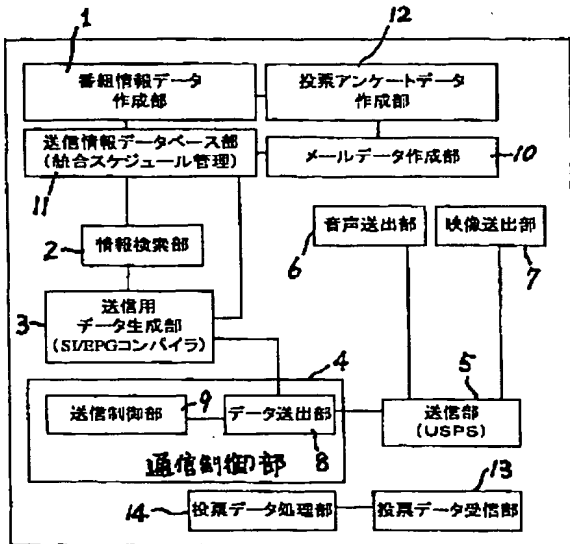 1
12
番組情報データ
作成部
投票アンケートデータ
作成部
送信情報データベース部
(統合スケジュール管理)
メールデータ作成部
10
11
2
情報検索部
音声送出部
映像送出部
6
7
3
送信用
データ生成部
(SI/EPGコンパイラ)
4
5
送信制御部
9
データ送出部
8
送信部
(USPS)
通信制御部
13
14
投票データ処理部
投票データ受信部